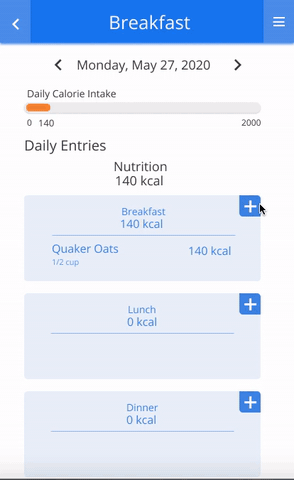 Breakfast
Monday, May 27, 2020
Daily Calorie Intake
0 140 2000
Daily Entries
Nutrition
140 kcal
Breakfast
140 kcal
Quaker Oats 140 kcal
1/2 cup
Lunch
0 kcal
Dinner
0 kcal